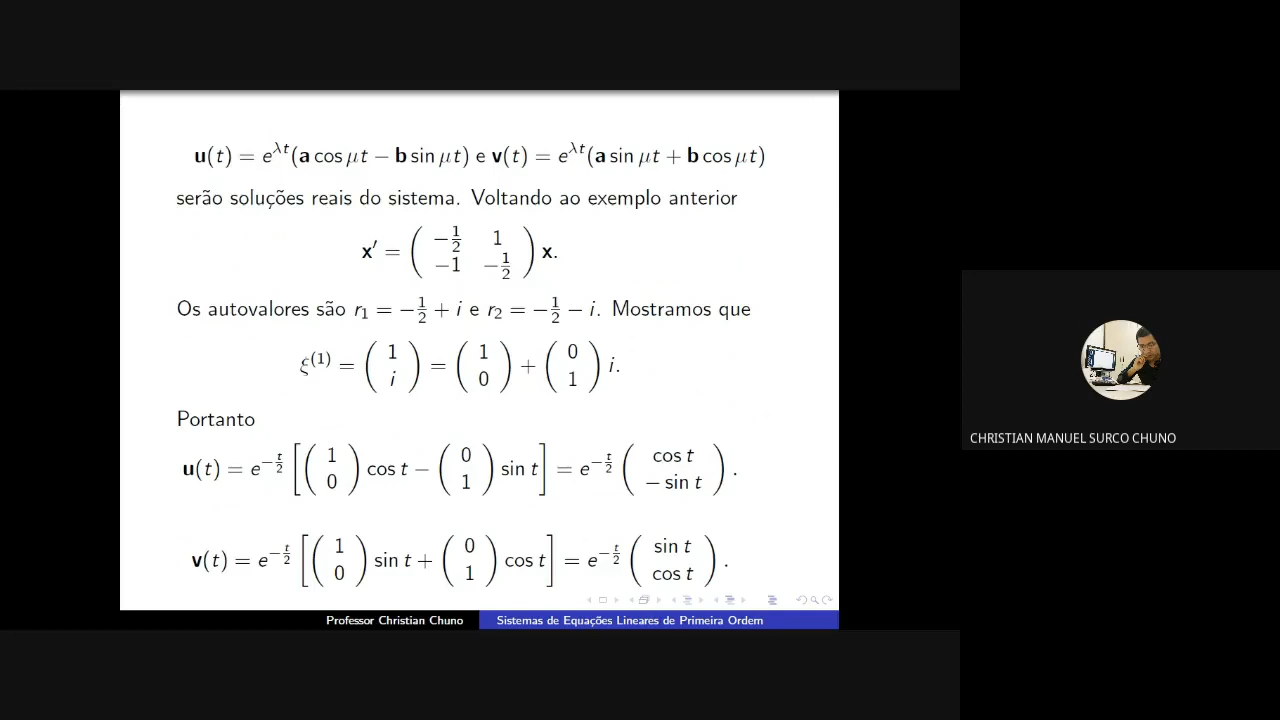 u(t) = e^{λt}(a cos μt − b sin μt) e v(t) = e^{λt}(a sin μt + b cos μt)
serão soluções reais do sistema. Voltando ao exemplo anterior
x′ = ( −1/2 1 ; −1 −1/2 ) x.
Os autovalores são r₁ = −1/2 + i e r₂ = −1/2 − i. Mostramos que
ξ^{(1)} = ( 1 ; i ) = ( 1 ; 0 ) + ( 0 ; 1 ) i.
Portanto
u(t) = e^{−t/2} [ ( 1 ; 0 ) cos t − ( 0 ; 1 ) sin t ] = e^{−t/2} ( cos t ; − sin t ) .
v(t) = e^{−t/2} [ ( 1 ; 0 ) sin t + ( 0 ; 1 ) cos t ] = e^{−t/2} ( sin t ; cos t ) .
Professor Christian Chuno Sistemas de Equações Lineares de Primeira Ordem
CHRISTIAN MANUEL SURCO CHUNO